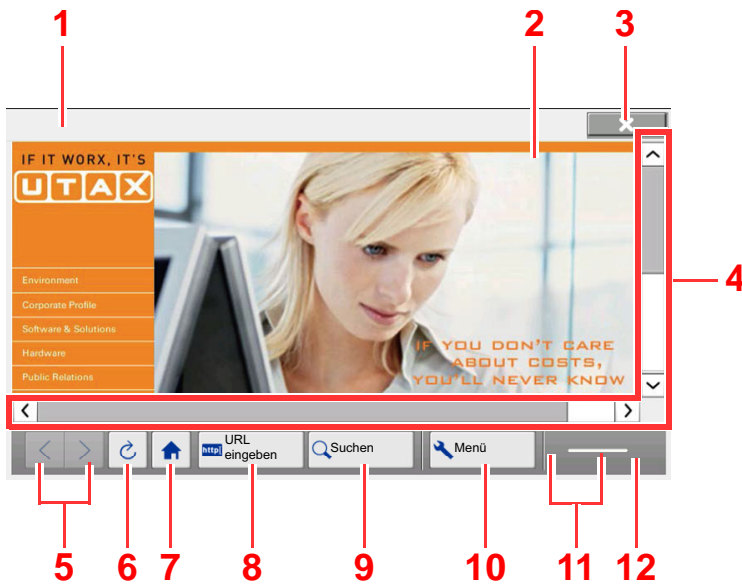 1 2 3
IF IT WORX, IT'S
UTAX
Environment
Corporate Profile
Software & Solutions
Hardware
Public Relations
IF YOU DON'T CARE
ABOUT COSTS,
YOU'LL NEVER KNOW
4
http| URL
eingeben
Suchen
Menü
5 6 7 8 9 10 11 12